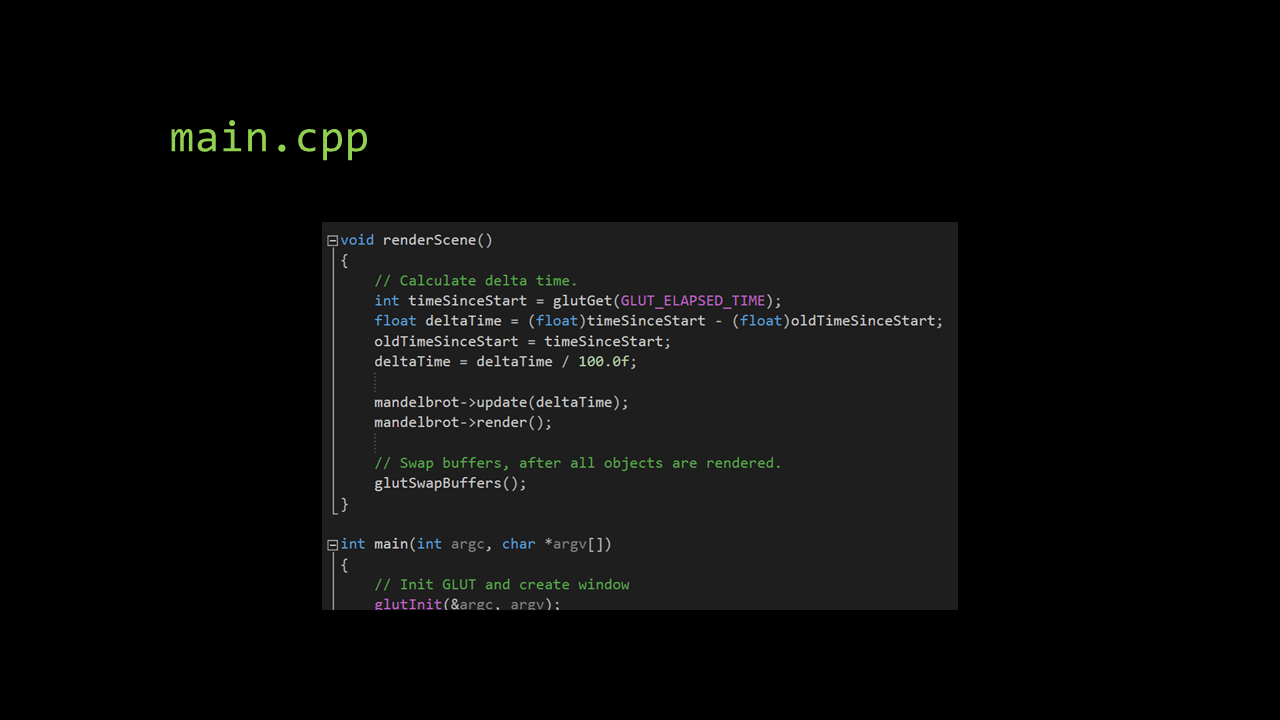 main.cpp
void renderScene()
{
// Calculate delta time.
int timeSinceStart = glutGet(GLUT_ELAPSED_TIME);
float deltaTime = (float)timeSinceStart - (float)oldTimeSinceStart;
oldTimeSinceStart = timeSinceStart;
deltaTime = deltaTime / 100.0f;
mandelbrot->update(deltaTime);
mandelbrot->render();
// Swap buffers, after all objects are rendered.
glutSwapBuffers();
}
int main(int argc, char *argv[])
{
// Init GLUT and create window
glutInit(&argc, argv);